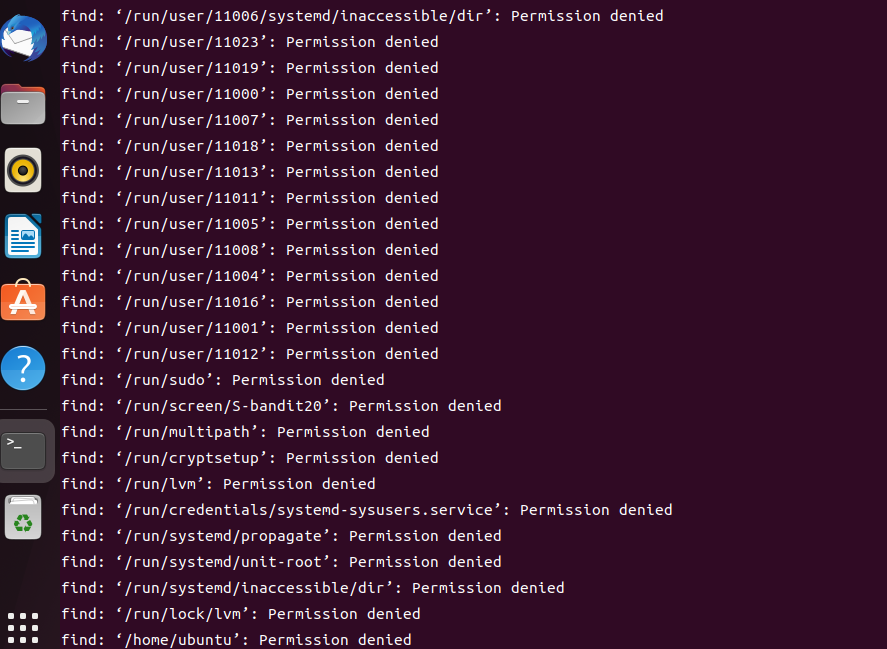 find: ‘/run/user/11006/systemd/inaccessible/dir’: Permission denied
find: ‘/run/user/11023’: Permission denied
find: ‘/run/user/11019’: Permission denied
find: ‘/run/user/11000’: Permission denied
find: ‘/run/user/11007’: Permission denied
find: ‘/run/user/11018’: Permission denied
find: ‘/run/user/11013’: Permission denied
find: ‘/run/user/11011’: Permission denied
find: ‘/run/user/11005’: Permission denied
find: ‘/run/user/11008’: Permission denied
find: ‘/run/user/11004’: Permission denied
find: ‘/run/user/11016’: Permission denied
find: ‘/run/user/11001’: Permission denied
find: ‘/run/user/11012’: Permission denied
find: ‘/run/sudo’: Permission denied
find: ‘/run/screen/S-bandit20’: Permission denied
find: ‘/run/multipath’: Permission denied
find: ‘/run/cryptsetup’: Permission denied
find: ‘/run/lvm’: Permission denied
find: ‘/run/credentials/systemd-sysusers.service’: Permission denied
find: ‘/run/systemd/propagate’: Permission denied
find: ‘/run/systemd/unit-root’: Permission denied
find: ‘/run/systemd/inaccessible/dir’: Permission denied
find: ‘/run/lock/lvm’: Permission denied
find: ‘/home/ubuntu’: Permission denied